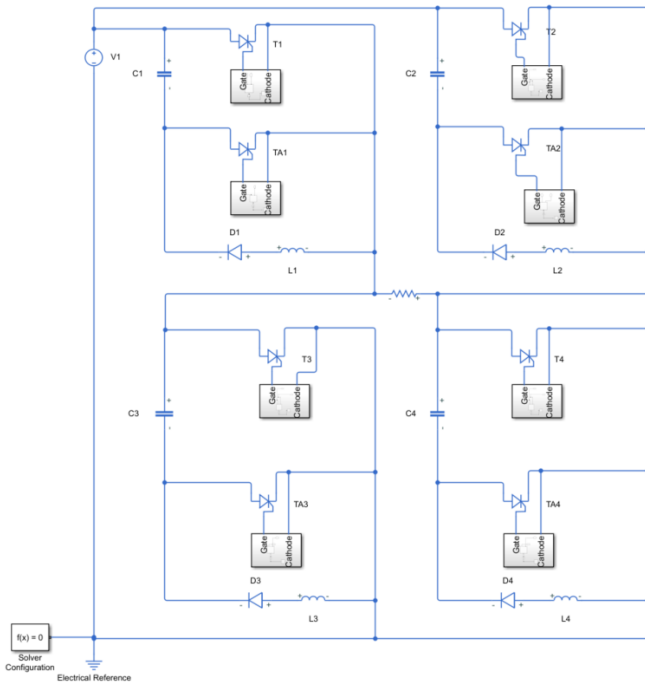 T1
T2
V1
C1
C2
Gate
Cathode
Gate
Cathode
TA1
TA2
Gate
Cathode
Gate
Cathode
D1
D2
L1
L2
T3
T4
Gate
Cathode
Gate
Cathode
C3
C4
TA3
TA4
Gate
Cathode
Gate
Cathode
D3
D4
L3
L4
f(x) = 0
Solver
Configuration
Electrical Reference